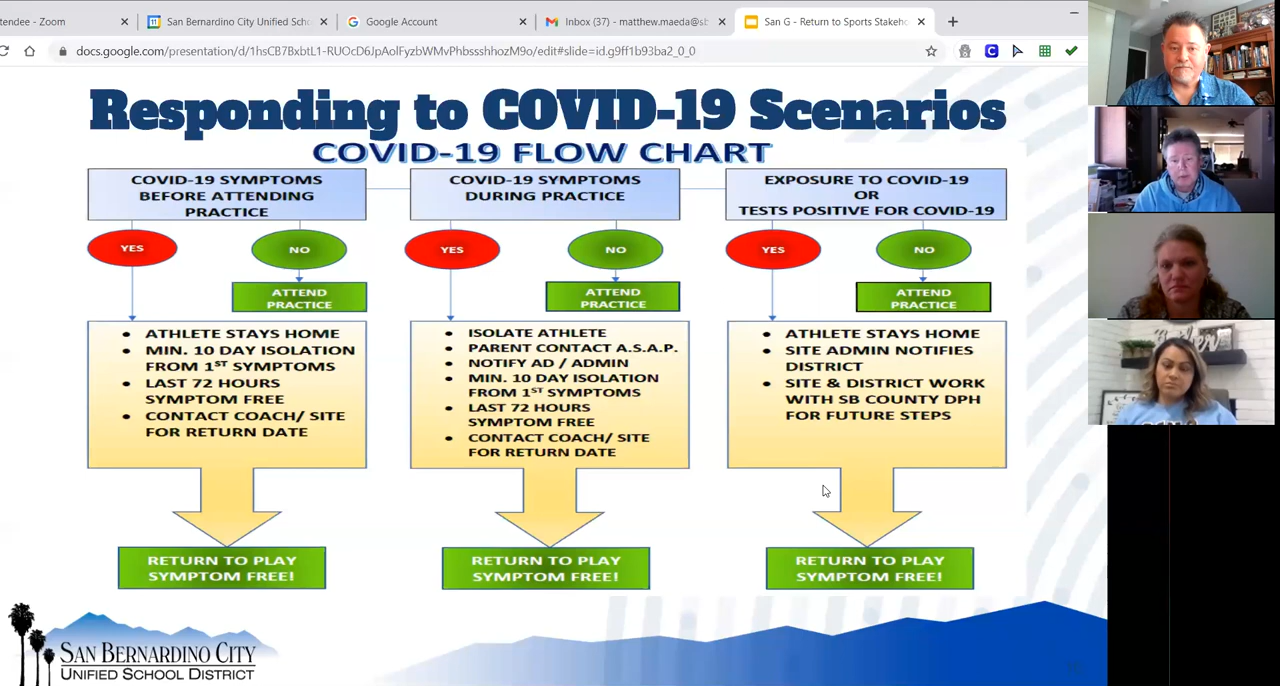 tendee - Zoom
San Bernardino City Unified Scho
Google Account
Inbox (37) - matthew.maeda@sb
San G - Return to Sports Stakeho
docs.google.com/presentation/d/1hsCB7BxbtL1-RUOcD6JpAolFyzbWMvPhbssshhozM9o/edit#slide=id.g9ff1b93ba2_0_0
Responding to COVID-19 Scenarios
COVID-19 FLOW CHART
COVID-19 SYMPTOMS
BEFORE ATTENDING
PRACTICE
YES
NO
ATTEND
PRACTICE
• ATHLETE STAYS HOME
• MIN. 10 DAY ISOLATION
FROM 1ST SYMPTOMS
• LAST 72 HOURS
SYMPTOM FREE
• CONTACT COACH/ SITE
FOR RETURN DATE
RETURN TO PLAY
SYMPTOM FREE!
COVID-19 SYMPTOMS
DURING PRACTICE
YES
NO
ATTEND
PRACTICE
• ISOLATE ATHLETE
• PARENT CONTACT A.S.A.P.
• NOTIFY AD / ADMIN
• MIN. 10 DAY ISOLATION
FROM 1ST SYMPTOMS
• LAST 72 HOURS
SYMPTOM FREE
• CONTACT COACH/ SITE
FOR RETURN DATE
RETURN TO PLAY
SYMPTOM FREE!
EXPOSURE TO COVID-19
OR
TESTS POSITIVE FOR COVID-19
YES
NO
ATTEND
PRACTICE
• ATHLETE STAYS HOME
• SITE ADMIN NOTIFIES
DISTRICT
• SITE & DISTRICT WORK
WITH SB COUNTY DPH
FOR FUTURE STEPS
RETURN TO PLAY
SYMPTOM FREE!
SAN BERNARDINO CITY
UNIFIED SCHOOL DISTRICT